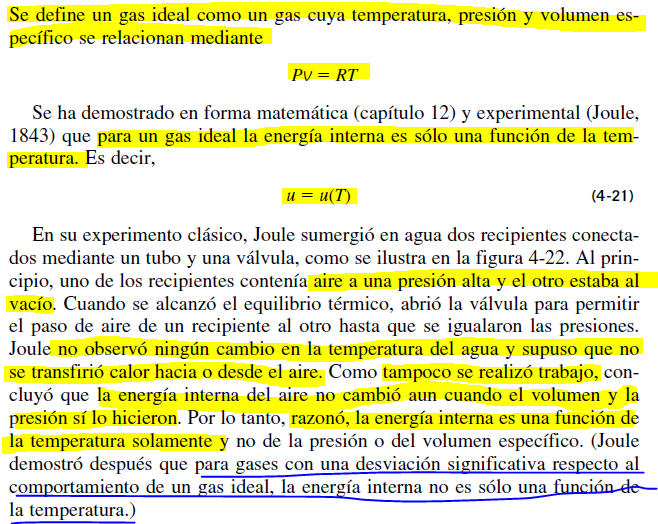 Se define un gas ideal como un gas cuya temperatura, presión y volumen es-
pecífico se relacionan mediante
Pv = RT
Se ha demostrado en forma matemática (capítulo 12) y experimental (Joule,
1843) que para un gas ideal la energía interna es sólo una función de la tem-
peratura. Es decir,
u = u(T) (4-21)
En su experimento clásico, Joule sumergió en agua dos recipientes conecta-
dos mediante un tubo y una válvula, como se ilustra en la figura 4-22. Al prin-
cipio, uno de los recipientes contenía aire a una presión alta y el otro estaba al
vacío. Cuando se alcanzó el equilibrio térmico, abrió la válvula para permitir
el paso de aire de un recipiente al otro hasta que se igualaron las presiones.
Joule no observó ningún cambio en la temperatura del agua y supuso que no
se transfirió calor hacia o desde el aire. Como tampoco se realizó trabajo, con-
cluyó que la energía interna del aire no cambió aun cuando el volumen y la
presión sí lo hicieron. Por lo tanto, razonó, la energía interna es una función de
la temperatura solamente y no de la presión o del volumen específico. (Joule
demostró después que para gases con una desviación significativa respecto al
comportamiento de un gas ideal, la energía interna no es sólo una función de
la temperatura.)